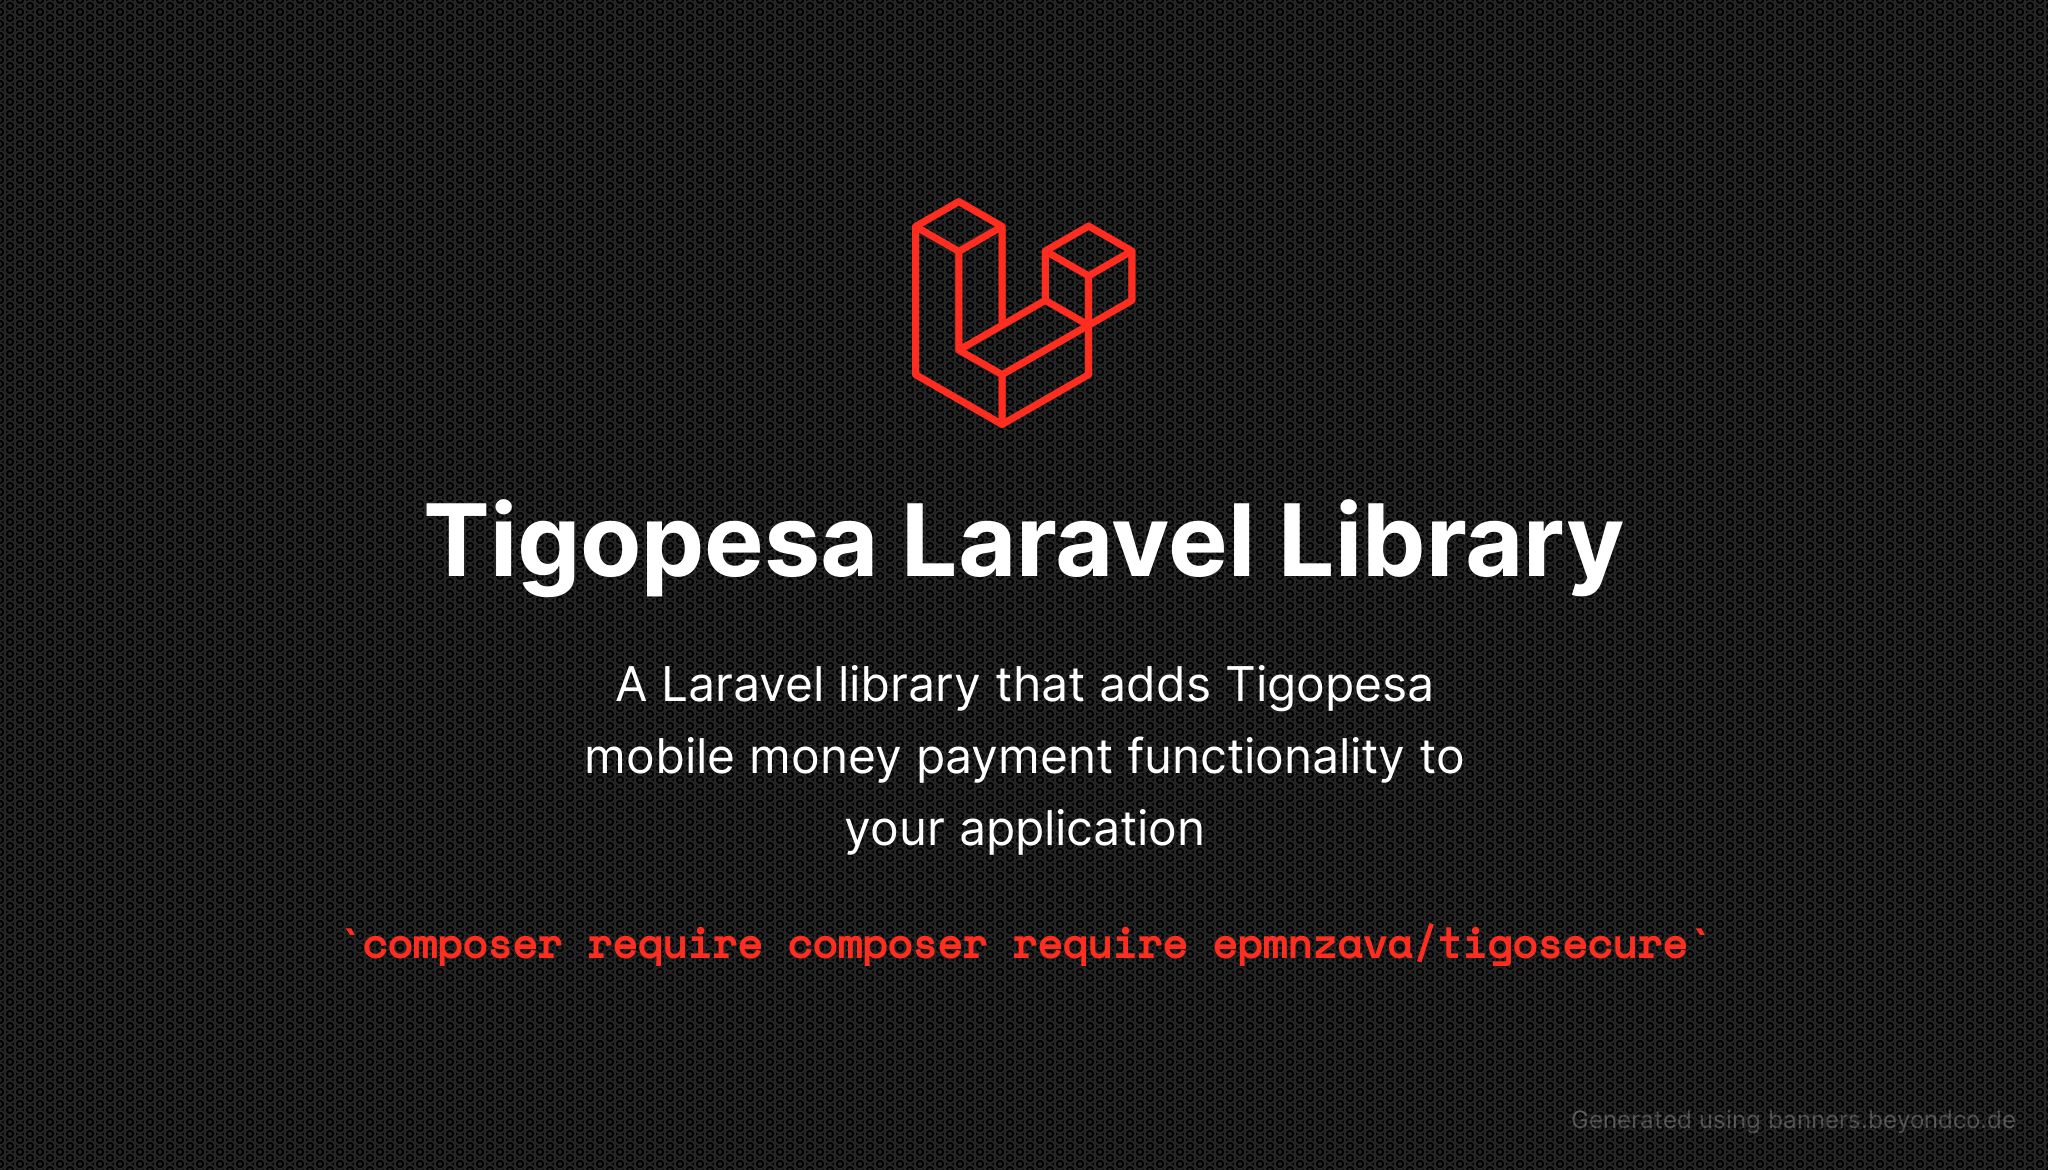 Tigopesa Laravel Library
A Laravel library that adds Tigopesa
mobile money payment functionality to
your application
`composer require composer require epmnzava/tigosecure`
Generated using banners.beyondco.de